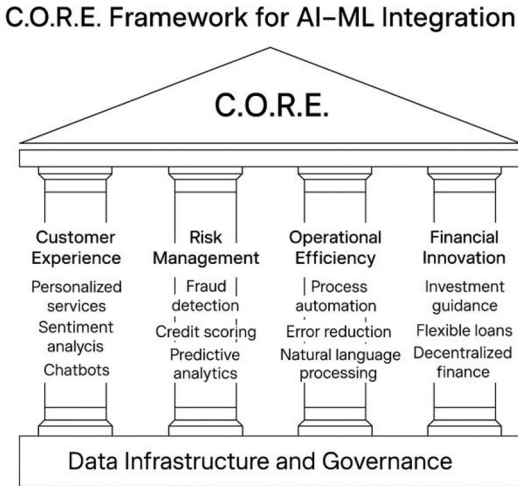 C.O.R.E. Framework for AI–ML Integration
C.O.R.E.
Customer
Experience
Personalized
services
Sentiment
analycis
Chatbots
Risk
Management
Fraud
detection
Credit scoring
Predictive
analytics
Operational
Efficiency
Process
automation
Error reduction
Natural language
processing
Financial
Innovation
Investment
guidance
Flexible loans
Decentralized
finance
Data Infrastructure and Governance